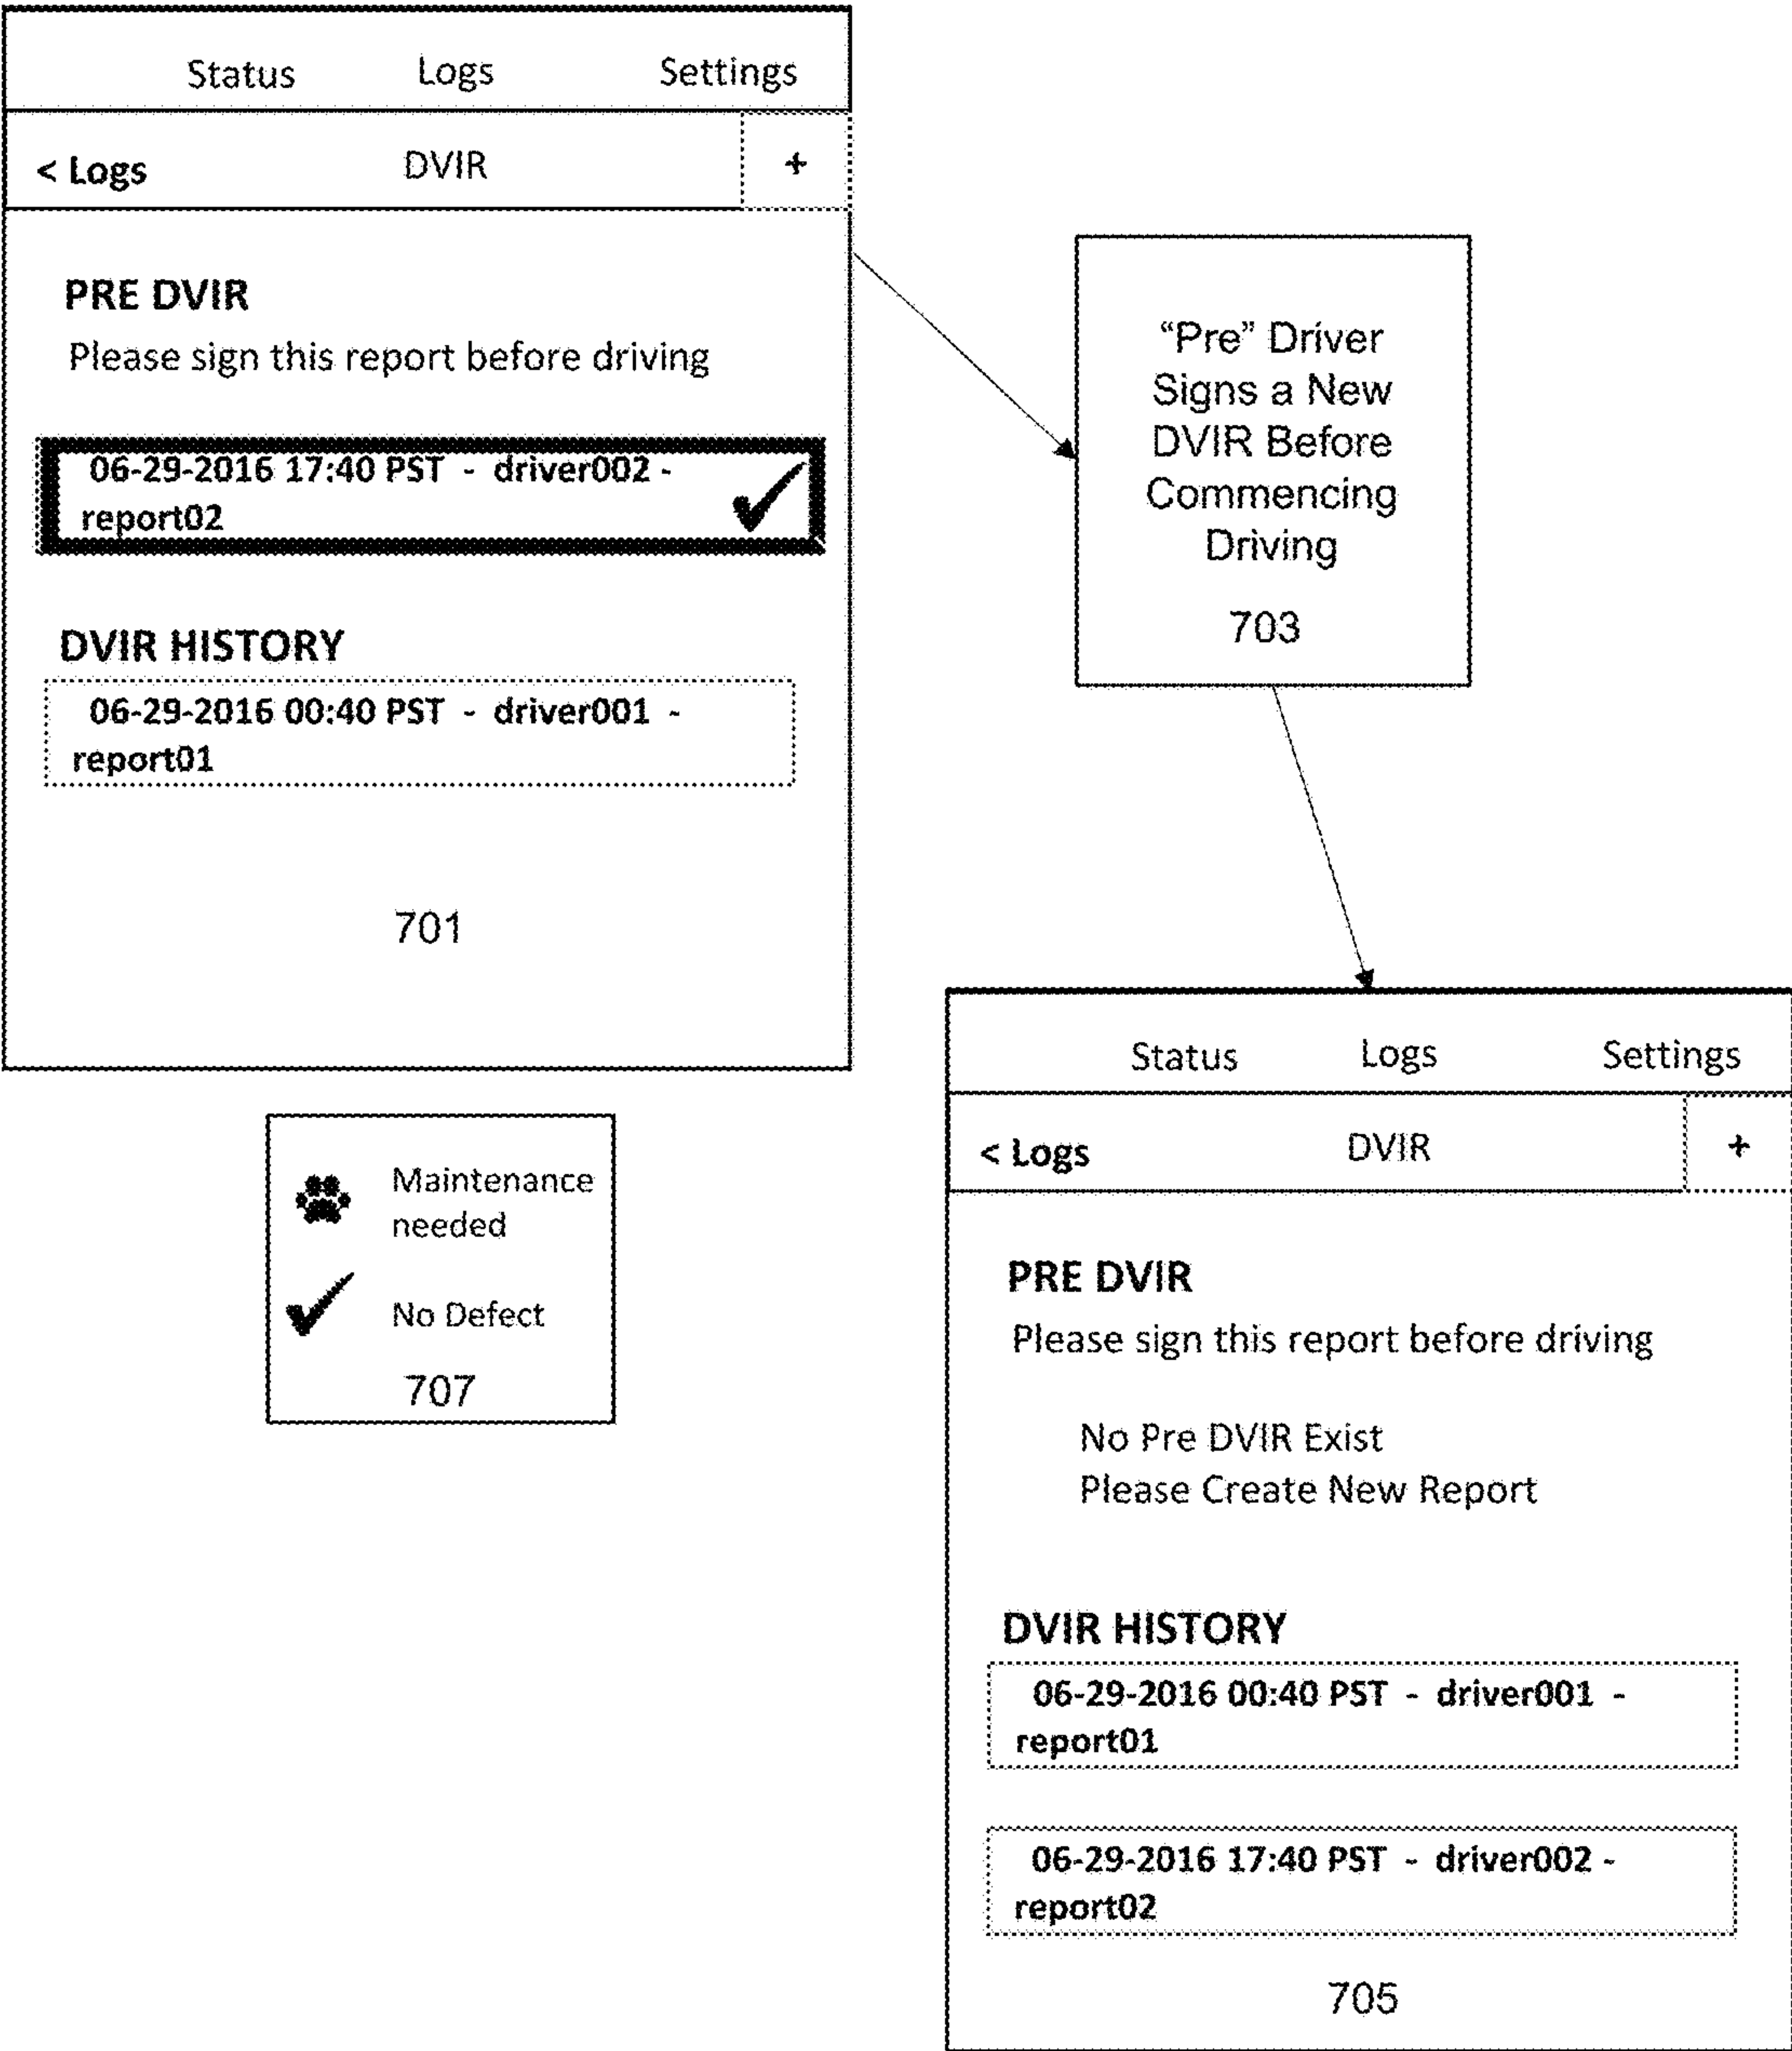 Status Logs Settings
< Logs DVIR +
PRE DVIR
Please sign this report before driving
06-29-2016 17:40 PST - driver002 -
report02
DVIR HISTORY
06-29-2016 00:40 PST - driver001 -
report01
701
“Pre” Driver
Signs a New
DVIR Before
Commencing
Driving
703
Maintenance
needed
No Defect
707
Status Logs Settings
< Logs DVIR +
PRE DVIR
Please sign this report before driving
No Pre DVIR Exist
Please Create New Report
DVIR HISTORY
06-29-2016 00:40 PST - driver001 -
report01
06-29-2016 17:40 PST - driver002 -
report02
705